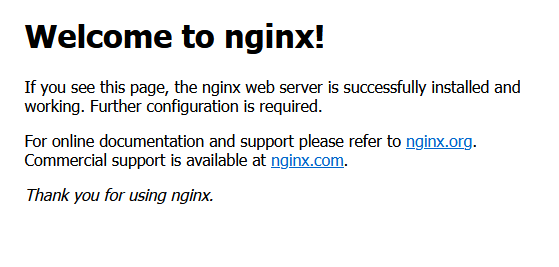 Welcome to nginx!
If you see this page, the nginx web server is successfully installed and
working. Further configuration is required.
For online documentation and support please refer to nginx.org.
Commercial support is available at nginx.com.
Thank you for using nginx.